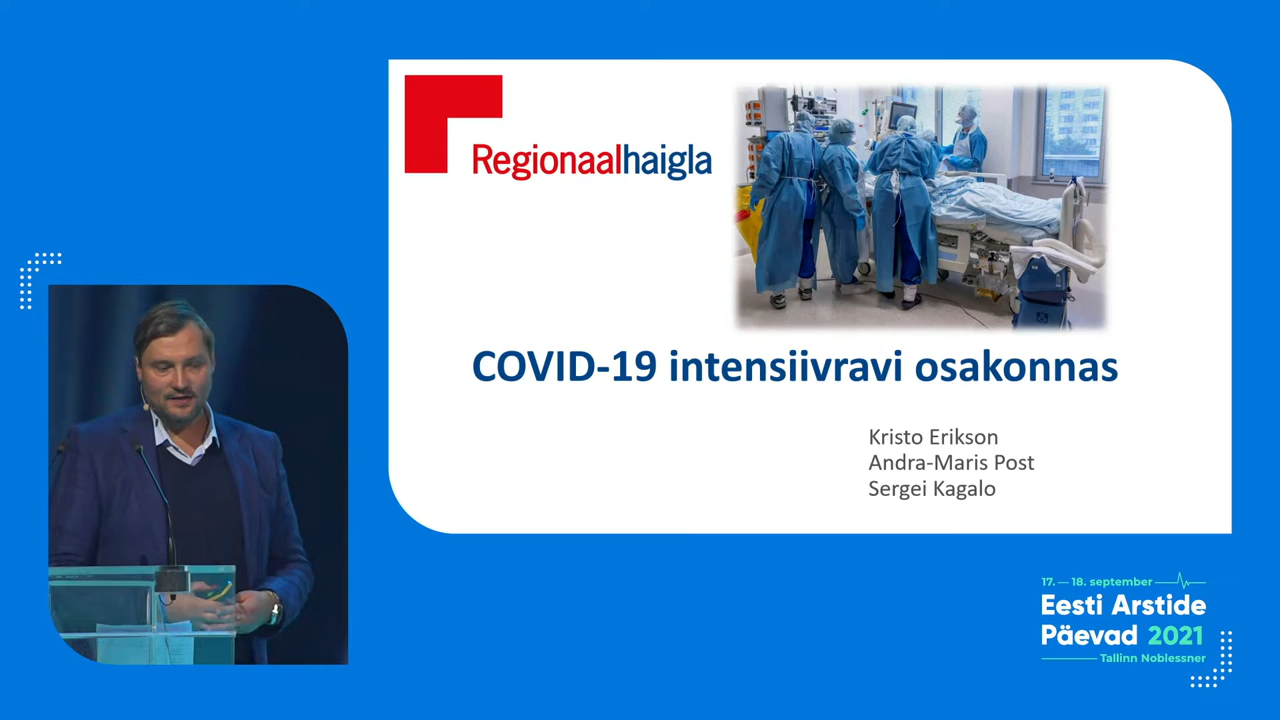 Regionaalhaigla
COVID-19 intensiivravi osakonnas
Kristo Erikson
Andra-Maris Post
Sergei Kagalo
17. — 18. september
Eesti Arstide
Päevad 2021
Tallinn Noblessner